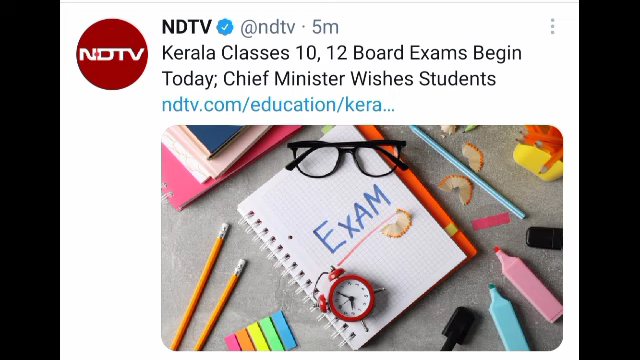 NDTV
NDTV @ndtv · 5m
Kerala Classes 10, 12 Board Exams Begin
Today; Chief Minister Wishes Students
ndtv.com/education/kera...
EXAM